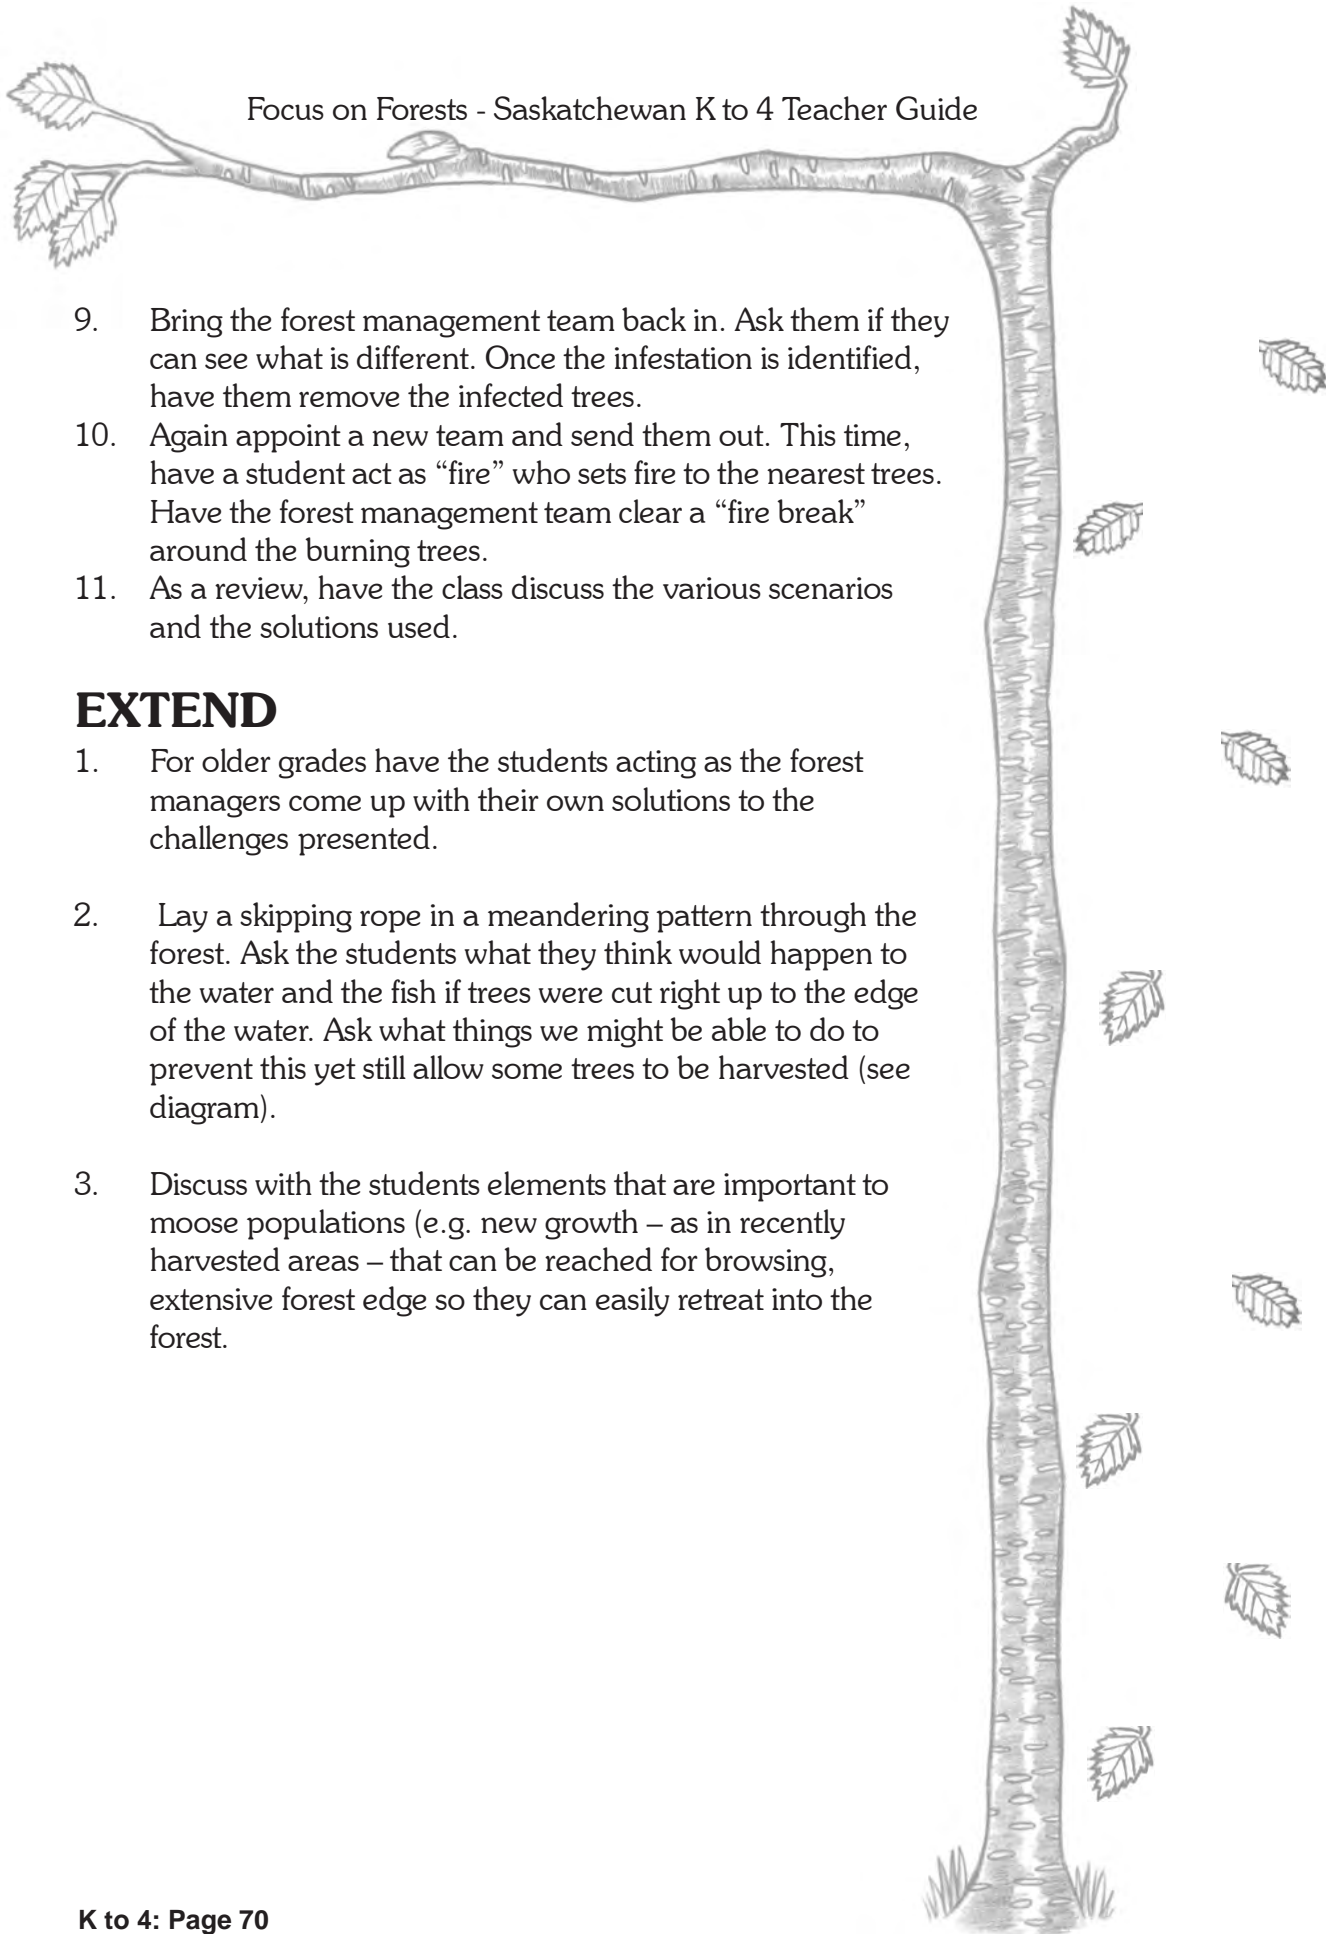 Focus on Forests - Saskatchewan K to 4 Teacher Guide
9. Bring the forest management team back in. Ask them if they
can see what is different. Once the infestation is identified,
have them remove the infected trees.
10. Again appoint a new team and send them out. This time,
have a student act as “fire” who sets fire to the nearest trees.
Have the forest management team clear a “fire break”
around the burning trees.
11. As a review, have the class discuss the various scenarios
and the solutions used.
EXTEND
1. For older grades have the students acting as the forest
managers come up with their own solutions to the
challenges presented.
2. Lay a skipping rope in a meandering pattern through the
forest. Ask the students what they think would happen to
the water and the fish if trees were cut right up to the edge
of the water. Ask what things we might be able to do to
prevent this yet still allow some trees to be harvested (see
diagram).
3. Discuss with the students elements that are important to
moose populations (e.g. new growth – as in recently
harvested areas – that can be reached for browsing,
extensive forest edge so they can easily retreat into the
forest.
K to 4: Page 70